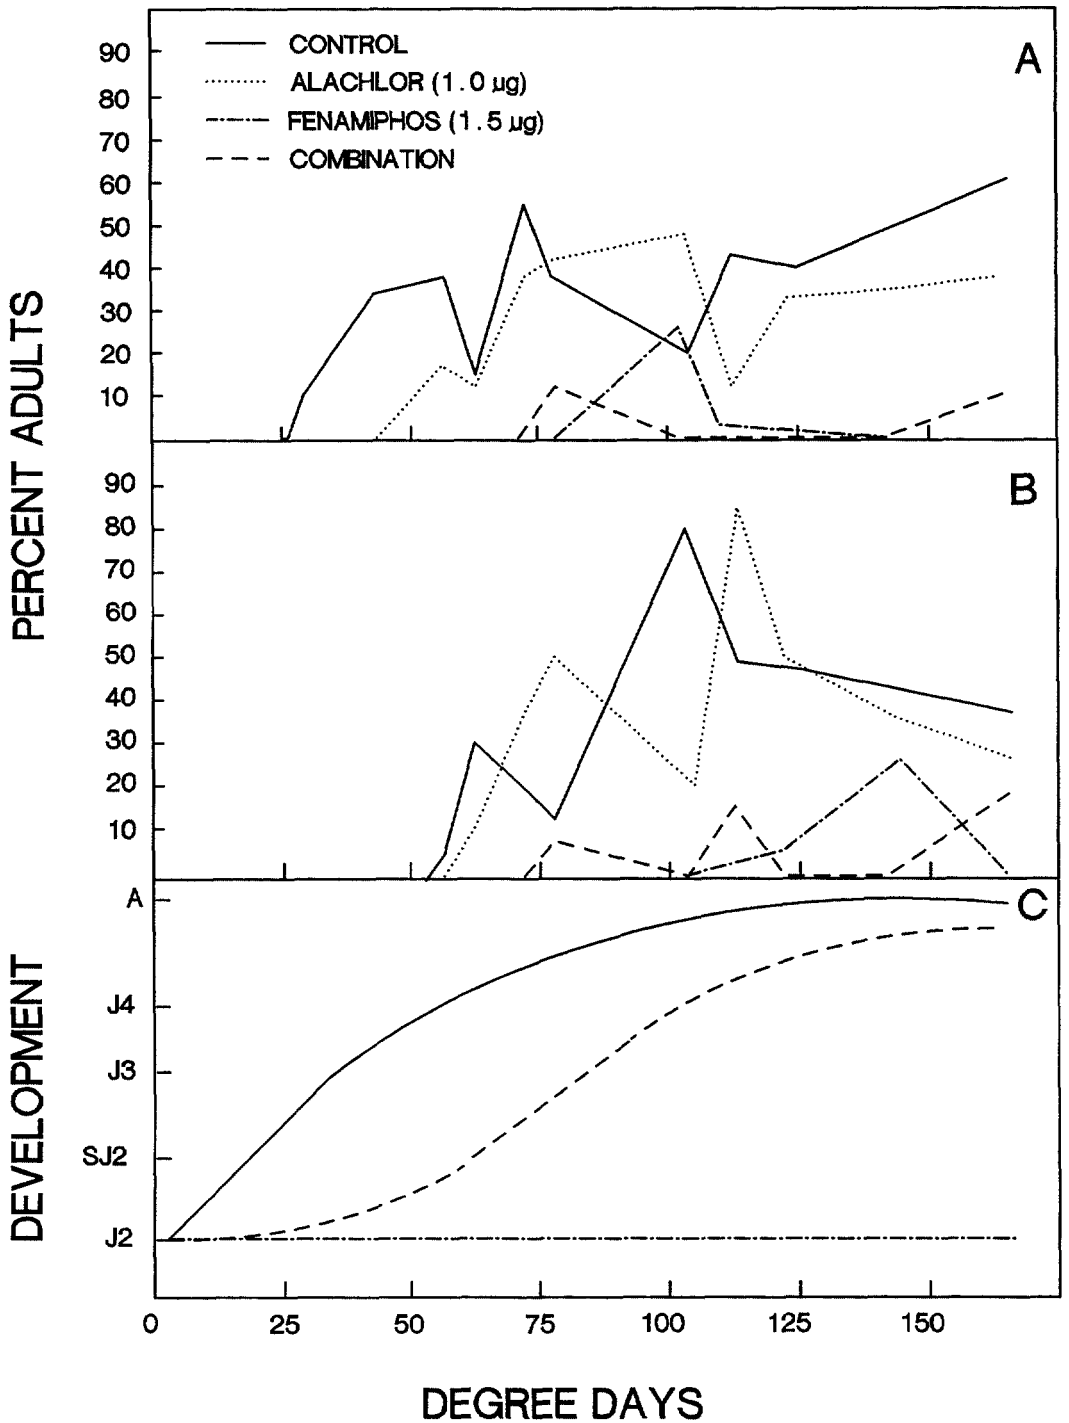 CONTROL
ALACHLOR (1.0 µg)
FENAMIPHOS (1.5 µg)
COMBINATION
A
90
80
70
60
50
40
30
20
10
PERCENT ADULTS
B
90
80
70
60
50
40
30
20
10
C
A
J4
J3
SJ2
J2
DEVELOPMENT
0 25 50 75 100 125 150
DEGREE DAYS